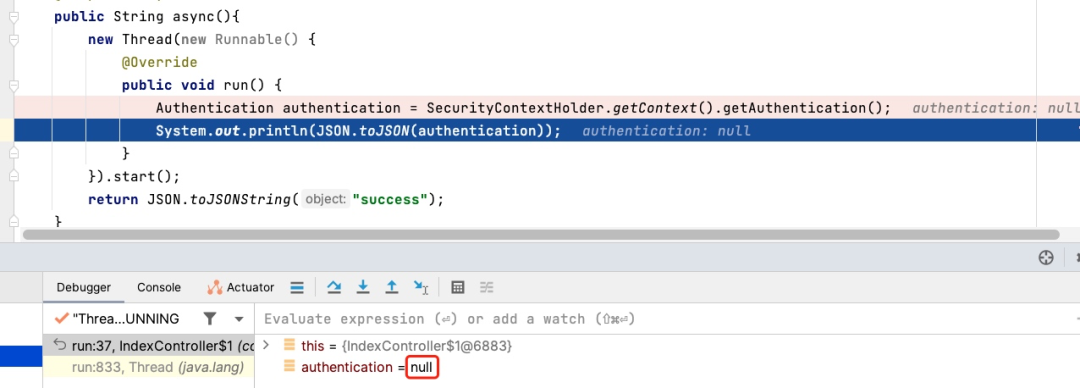 public String async(){
new Thread(new Runnable() {
@Override
public void run() {
Authentication authentication = SecurityContextHolder.getContext().getAuthentication(); authentication: null
System.out.println(JSON.toJSON(authentication)); authentication: null
}
}).start();
return JSON.toJSONString( object: "success");
}
Debugger Console Actuator
"Threa...UNNING
Evaluate expression (⏎) or add a watch (⇧⌘⏎)
run:37, IndexController$1 (co
this = {IndexController$1@6883}
run:833, Thread (java.lang)
authentication = null